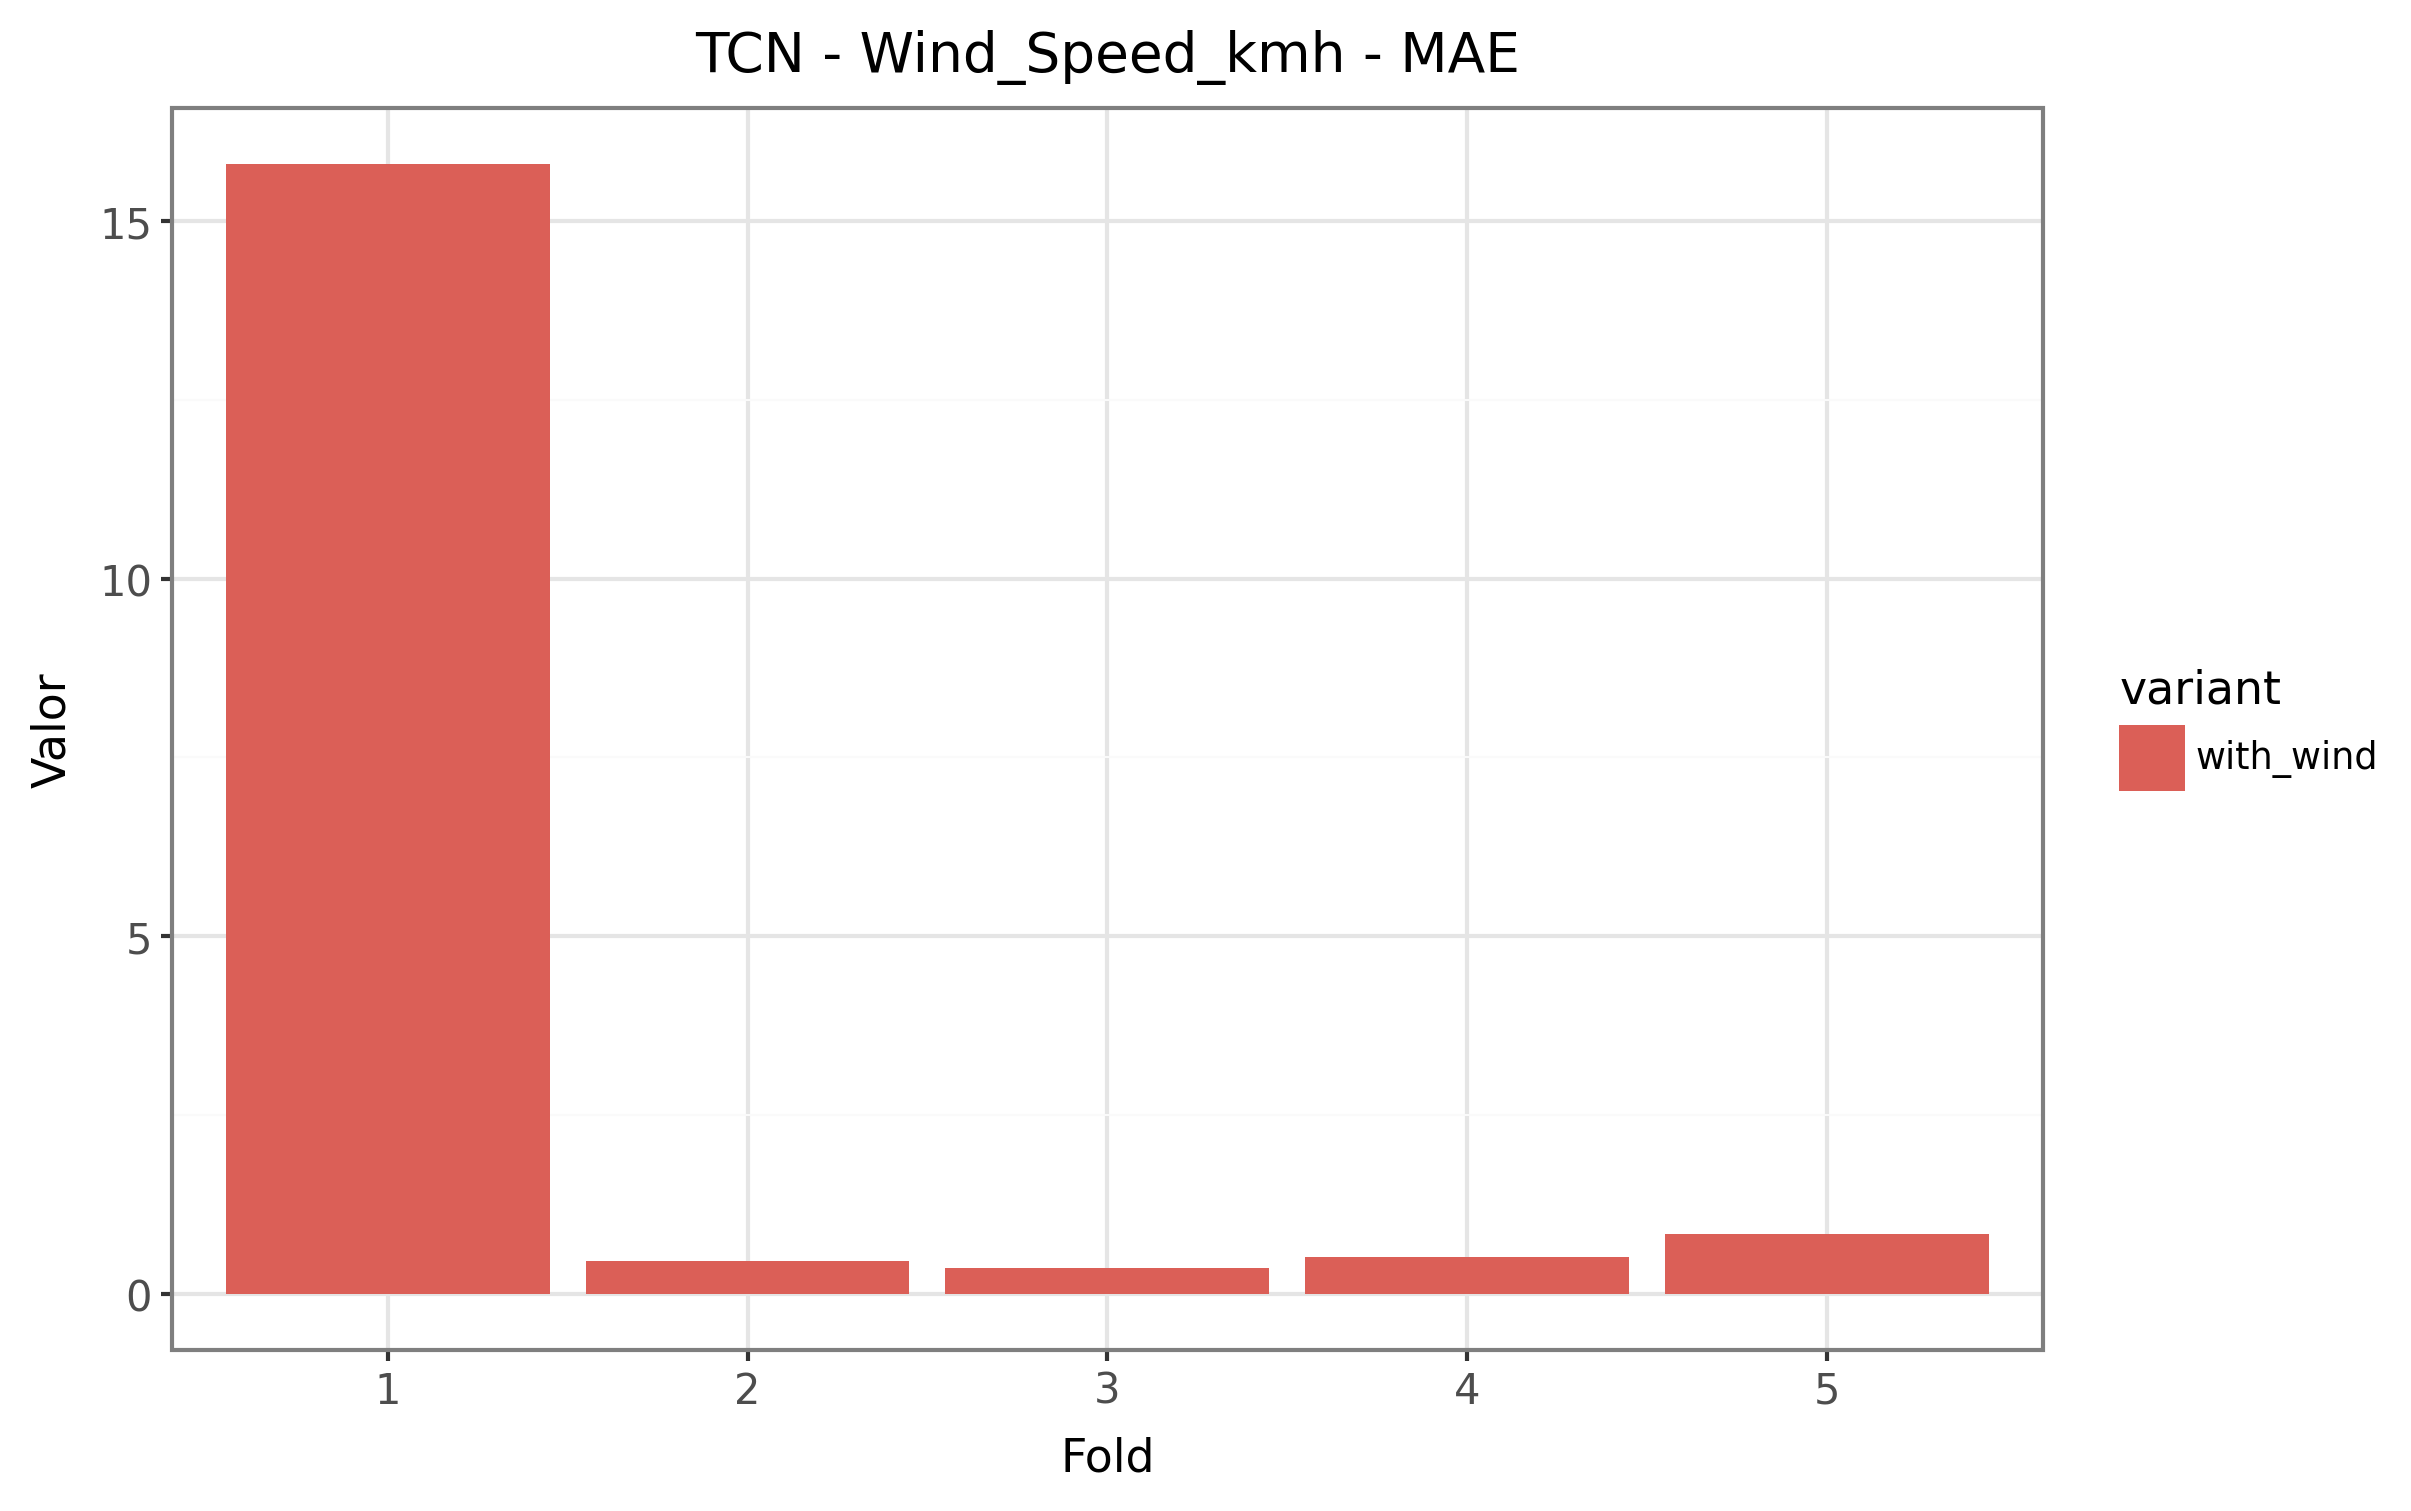 TCN - Wind_Speed_kmh - MAE
Valor
15
10
5
0
1 2 3 4 5
Fold
variant
with_wind